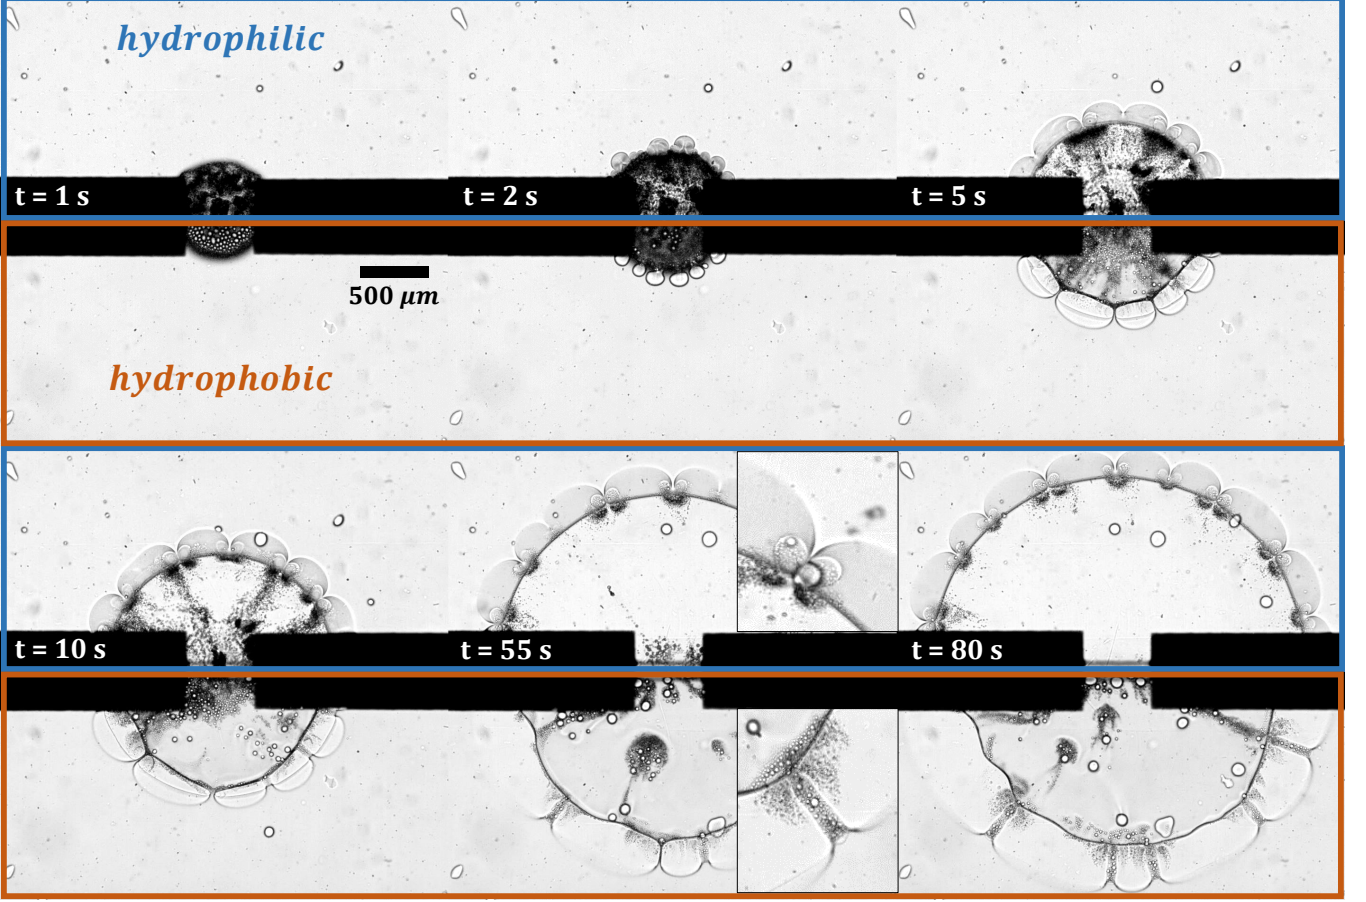 hydrophilic
t = 1 s
t = 2 s
t = 5 s
500 μm
hydrophobic
t = 10 s
t = 55 s
t = 80 s